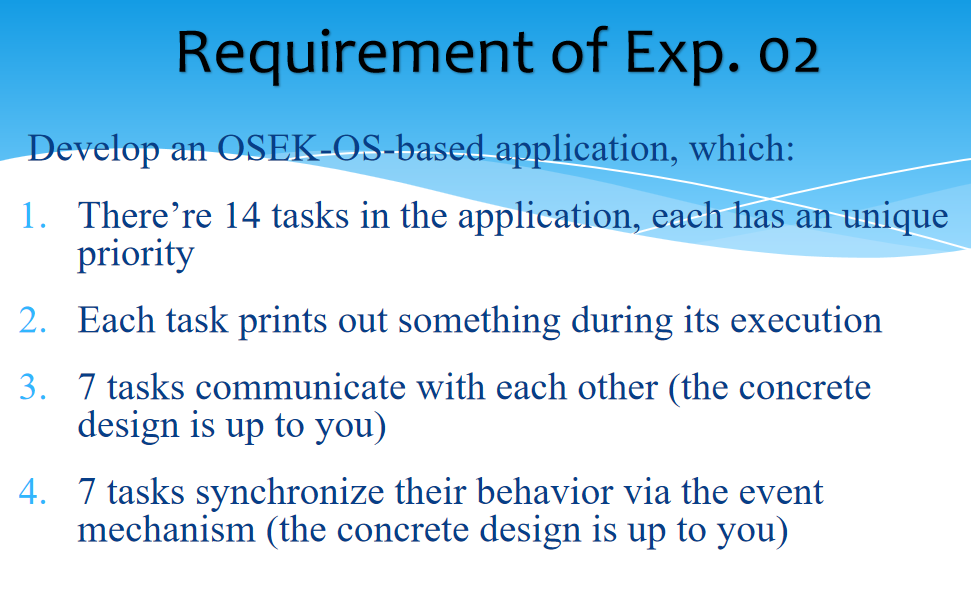 Requirement of Exp. 02
Develop an OSEK-OS-based application, which:
1. There’re 14 tasks in the application, each has an unique
priority
2. Each task prints out something during its execution
3. 7 tasks communicate with each other (the concrete
design is up to you)
4. 7 tasks synchronize their behavior via the event
mechanism (the concrete design is up to you)